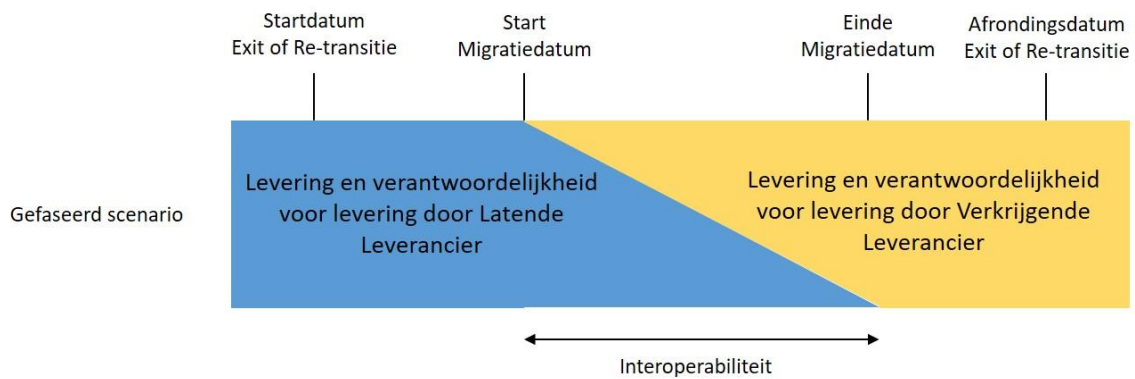 Startdatum
Exit of Re-transitie
Start
Migratiedatum
Einde
Migratiedatum
Afrondingsdatum
Exit of Re-transitie
Gefaseerd scenario
Levering en verantwoordelijkheid
voor levering door Latende
Leverancier
Levering en verantwoordelijkheid
voor levering door Verkrijgende
Leverancier
Interoperabiliteit